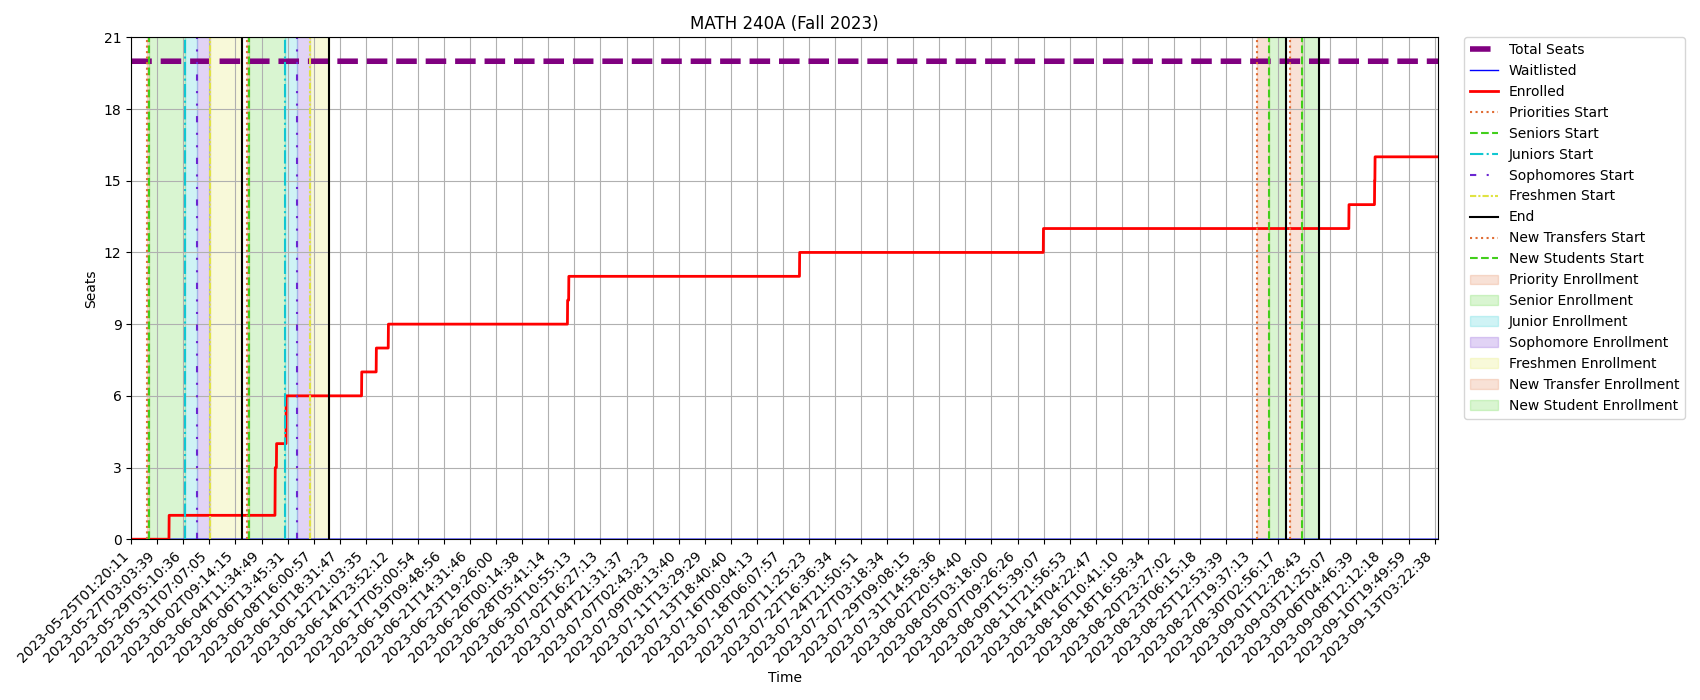 MATH 240A (Fall 2023)
21
18
15
12
9
6
3
0
Seats
2023-05-25T01:20:11
2023-05-27T03:03:39
2023-05-29T05:10:36
2023-05-31T07:07:05
2023-06-02T09:14:15
2023-06-04T11:34:49
2023-06-06T13:45:31
2023-06-08T16:00:57
2023-06-10T18:31:47
2023-06-12T21:03:35
2023-06-14T23:52:12
2023-06-17T05:00:54
2023-06-19T09:48:56
2023-06-21T14:31:46
2023-06-23T19:26:00
2023-06-26T00:14:38
2023-06-28T05:41:14
2023-06-30T10:55:13
2023-07-02T16:27:13
2023-07-04T21:31:37
2023-07-07T02:43:23
2023-07-09T08:13:40
2023-07-11T13:29:29
2023-07-13T18:40:40
2023-07-16T00:04:13
2023-07-18T06:07:57
2023-07-20T11:25:23
2023-07-22T16:36:34
2023-07-24T21:50:51
2023-07-27T03:18:34
2023-07-29T09:08:15
2023-07-31T14:58:36
2023-08-02T20:54:40
2023-08-05T03:18:00
2023-08-07T09:26:26
2023-08-09T15:39:07
2023-08-11T21:56:53
2023-08-14T04:22:47
2023-08-16T10:41:10
2023-08-18T16:58:34
2023-08-20T23:27:02
2023-08-23T06:15:18
2023-08-25T12:53:39
2023-08-27T19:37:13
2023-08-30T02:56:17
2023-09-01T12:28:43
2023-09-03T21:25:07
2023-09-06T04:46:39
2023-09-08T12:12:18
2023-09-10T19:49:59
2023-09-13T03:22:38
Time
Total Seats
Waitlisted
Enrolled
Priorities Start
Seniors Start
Juniors Start
Sophomores Start
Freshmen Start
End
New Transfers Start
New Students Start
Priority Enrollment
Senior Enrollment
Junior Enrollment
Sophomore Enrollment
Freshmen Enrollment
New Transfer Enrollment
New Student Enrollment